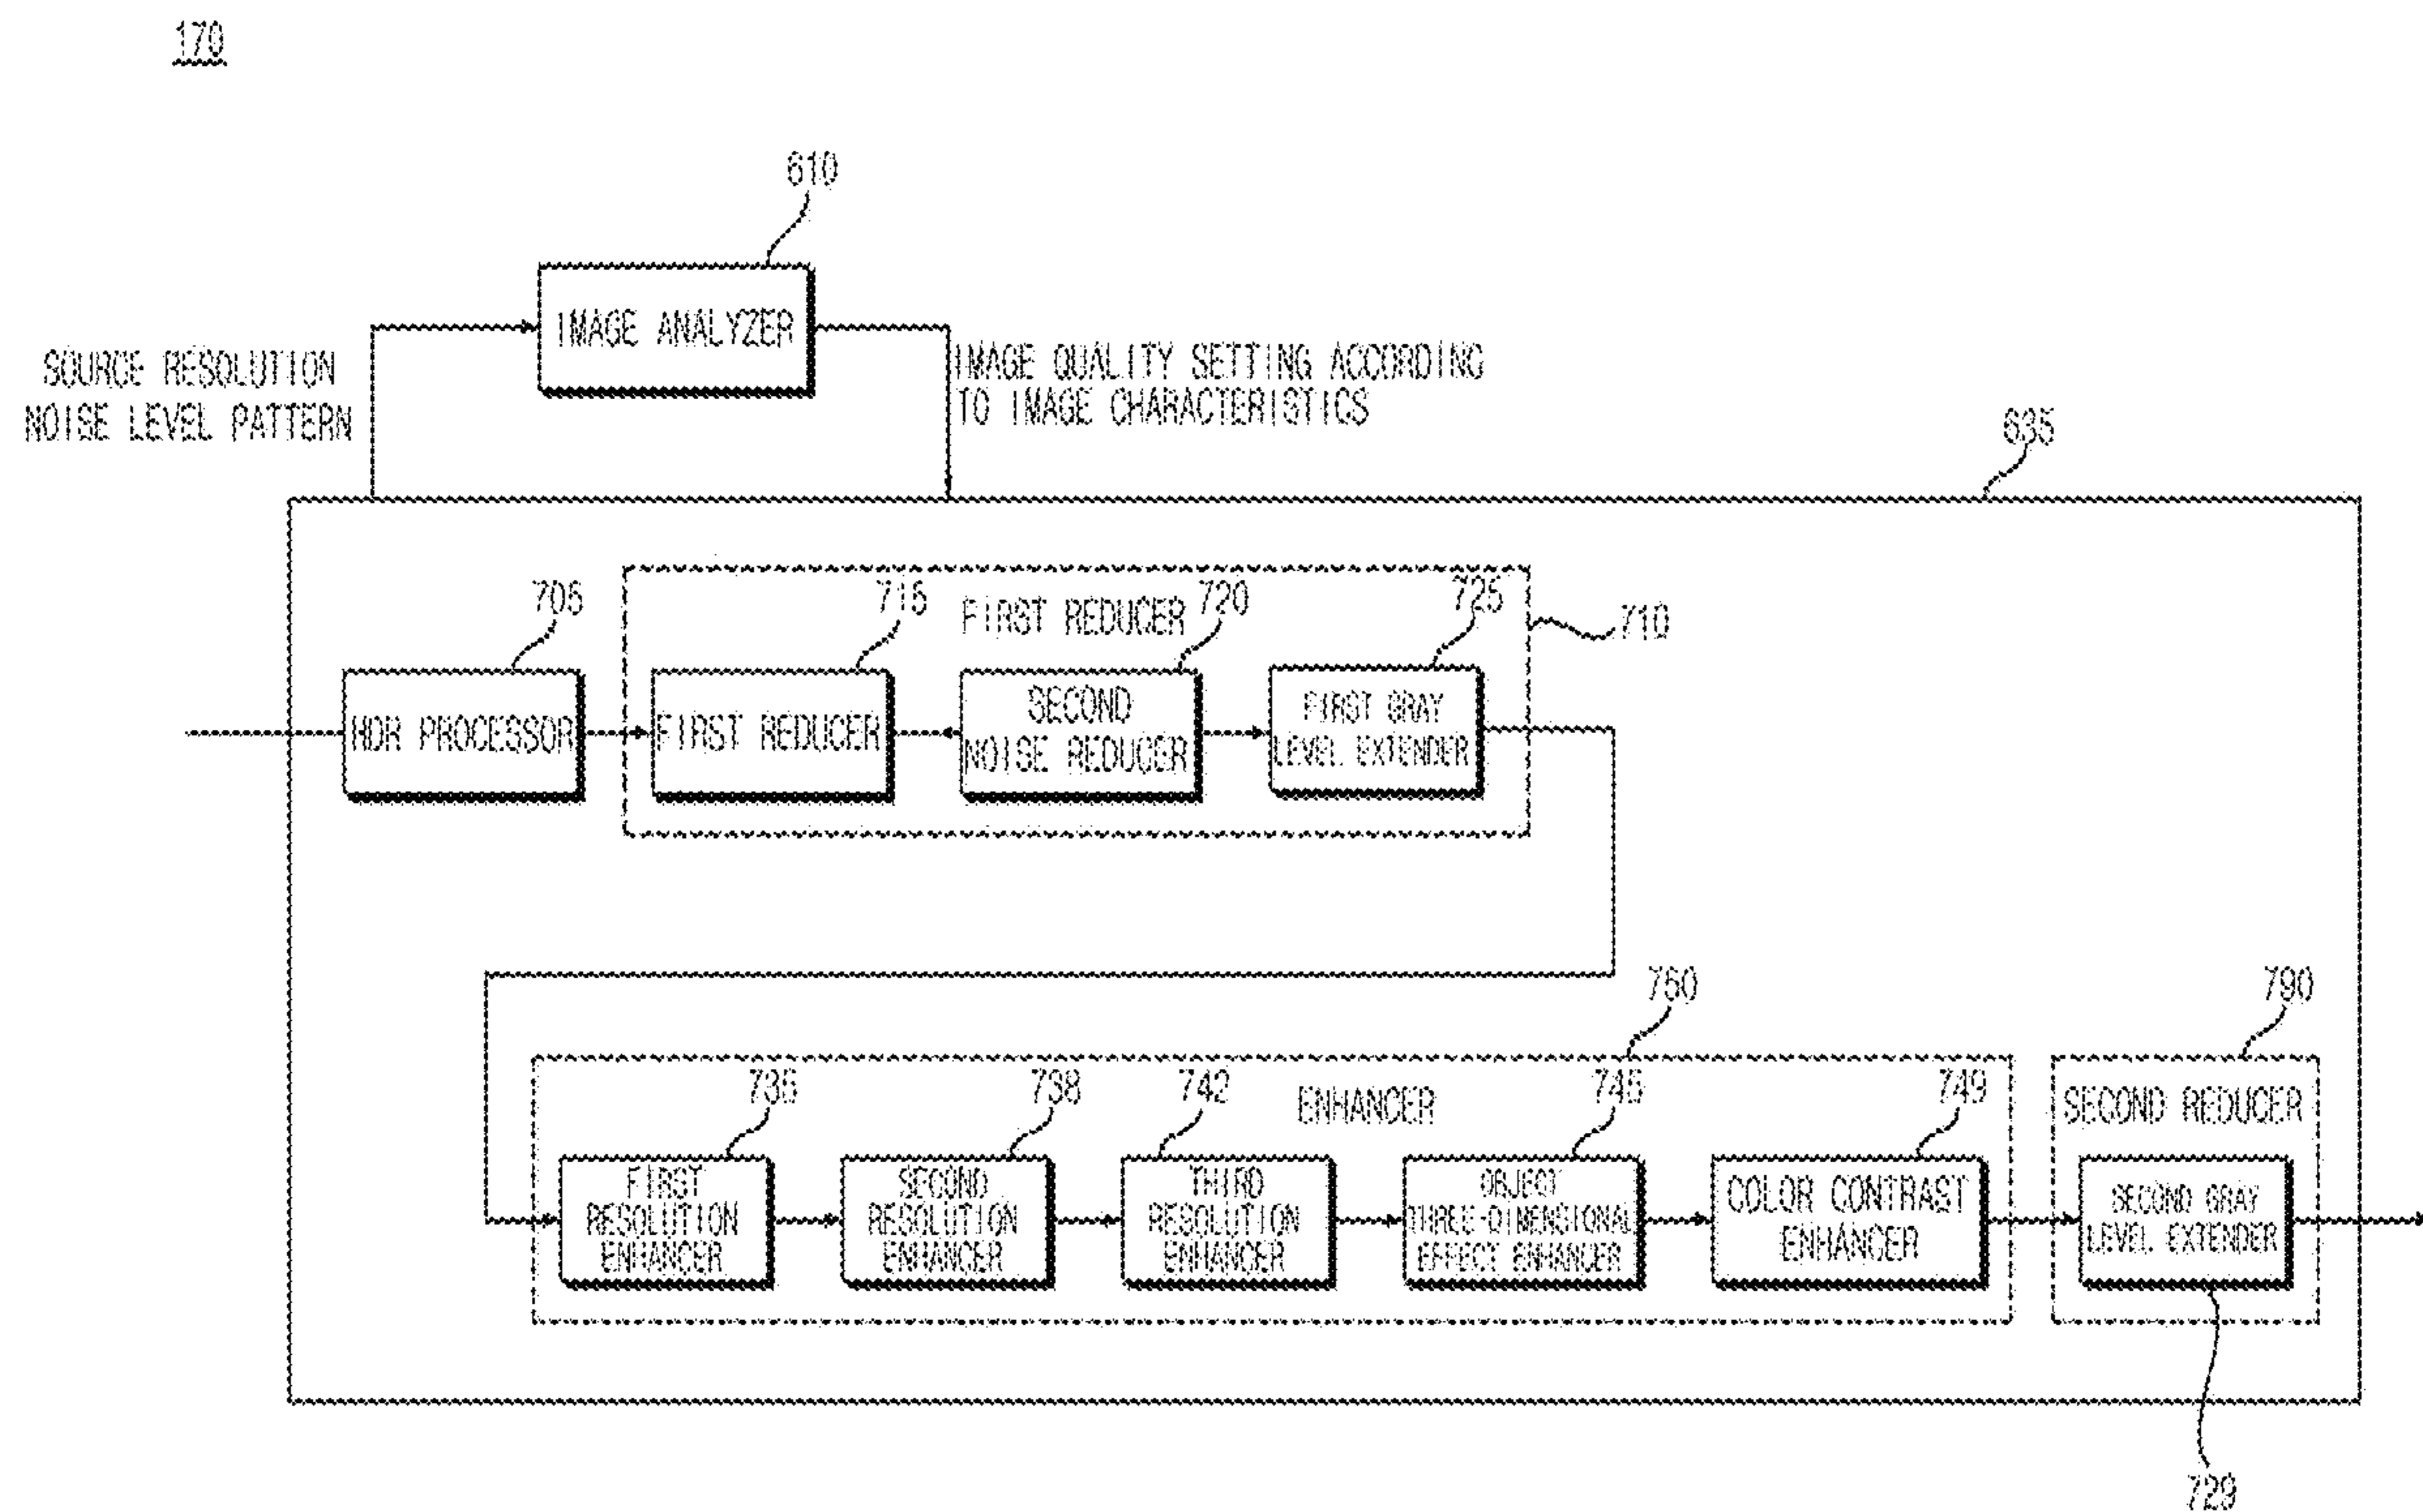 170
610
IMAGE ANALYZER
SOURCE RESOLUTION
NOISE LEVEL PATTERN
IMAGE QUALITY SETTING ACCORDING
TO IMAGE CHARACTERISTICS
635
705
715
FIRST REDUCER
720
725
710
HDR PROCESSOR
FIRST REDUCER
SECOND
NOISE REDUCER
FIRST GRAY
LEVEL EXTENDER
750
790
735
738
742
ENHANCER
745
749
SECOND REDUCER
FIRST
RESOLUTION
ENHANCER
SECOND
RESOLUTION
ENHANCER
THIRD
RESOLUTION
ENHANCER
OBJECT
THREE-DIMENSIONAL
EFFECT ENHANCER
COLOR CONTRAST
ENHANCER
SECOND GRAY
LEVEL EXTENDER
729